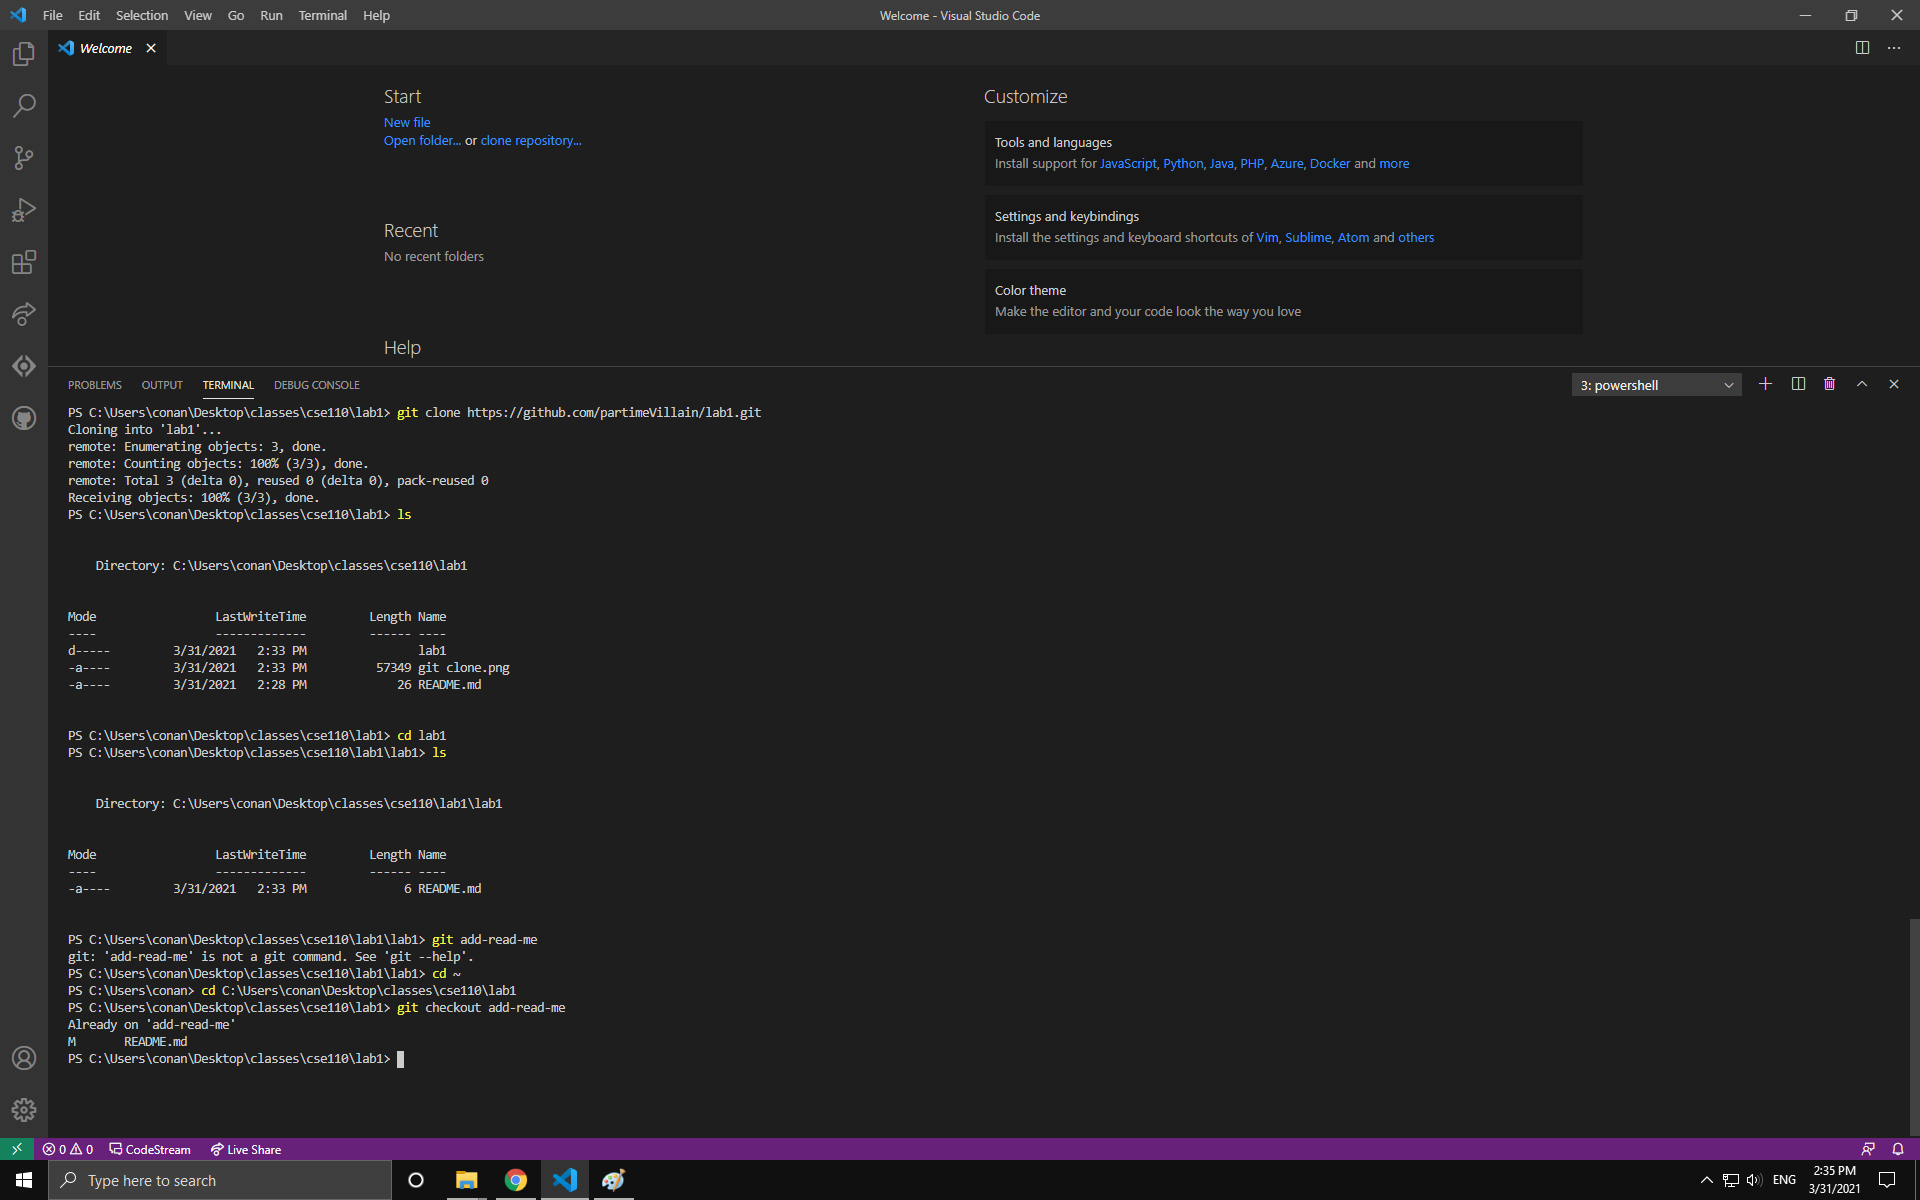 File Edit Selection View Go Run Terminal Help
Welcome - Visual Studio Code
Welcome
Start
New file
Open folder... or clone repository...
Recent
No recent folders
Help
Customize
Tools and languages
Install support for JavaScript, Python, Java, PHP, Azure, Docker and more
Settings and keybindings
Install the settings and keyboard shortcuts of Vim, Sublime, Atom and others
Color theme
Make the editor and your code look the way you love
PROBLEMS OUTPUT TERMINAL DEBUG CONSOLE
3: powershell
PS C:\Users\conan\Desktop\classes\cse110\lab1> git clone https://github.com/partimeVillain/lab1.git
Cloning into 'lab1'...
remote: Enumerating objects: 3, done.
remote: Counting objects: 100% (3/3), done.
remote: Total 3 (delta 0), reused 0 (delta 0), pack-reused 0
Receiving objects: 100% (3/3), done.
PS C:\Users\conan\Desktop\classes\cse110\lab1> ls
Directory: C:\Users\conan\Desktop\classes\cse110\lab1
Mode LastWriteTime Length Name
---- ------------- ------ ----
d----- 3/31/2021 2:33 PM lab1
-a---- 3/31/2021 2:33 PM 57349 git clone.png
-a---- 3/31/2021 2:28 PM 26 README.md
PS C:\Users\conan\Desktop\classes\cse110\lab1> cd lab1
PS C:\Users\conan\Desktop\classes\cse110\lab1\lab1> ls
Directory: C:\Users\conan\Desktop\classes\cse110\lab1\lab1
Mode LastWriteTime Length Name
---- ------------- ------ ----
-a---- 3/31/2021 2:33 PM 6 README.md
PS C:\Users\conan\Desktop\classes\cse110\lab1\lab1> git add-read-me
git: 'add-read-me' is not a git command. See 'git --help'.
PS C:\Users\conan\Desktop\classes\cse110\lab1\lab1> cd ~
PS C:\Users\conan> cd C:\Users\conan\Desktop\classes\cse110\lab1
PS C:\Users\conan\Desktop\classes\cse110\lab1> git checkout add-read-me
Already on 'add-read-me'
M README.md
PS C:\Users\conan\Desktop\classes\cse110\lab1>
0 0 CodeStream Live Share
Type here to search
ENG
2:35 PM
3/31/2021